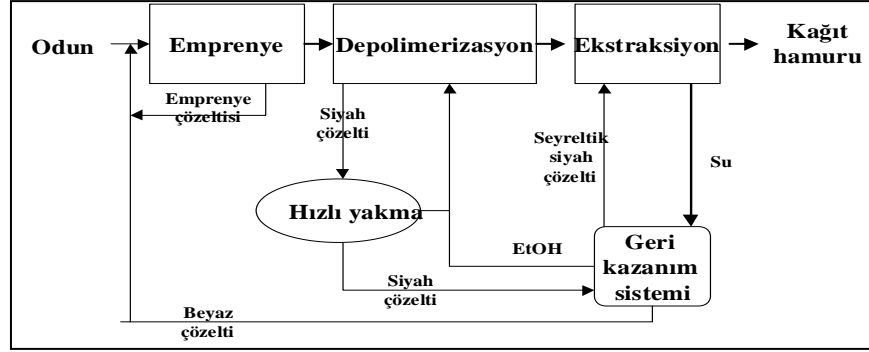 Odun
Emprenye
Depolimerizasyon
Ekstraksiyon
Kağıt
hamuru
Emprenye
çözeltisi
Siyah
çözelti
Seyreltik
siyah
çözelti
Su
Hızlı yakma
EtOH
Geri
kazanım
sistemi
Siyah
çözelti
Beyaz
çözelti